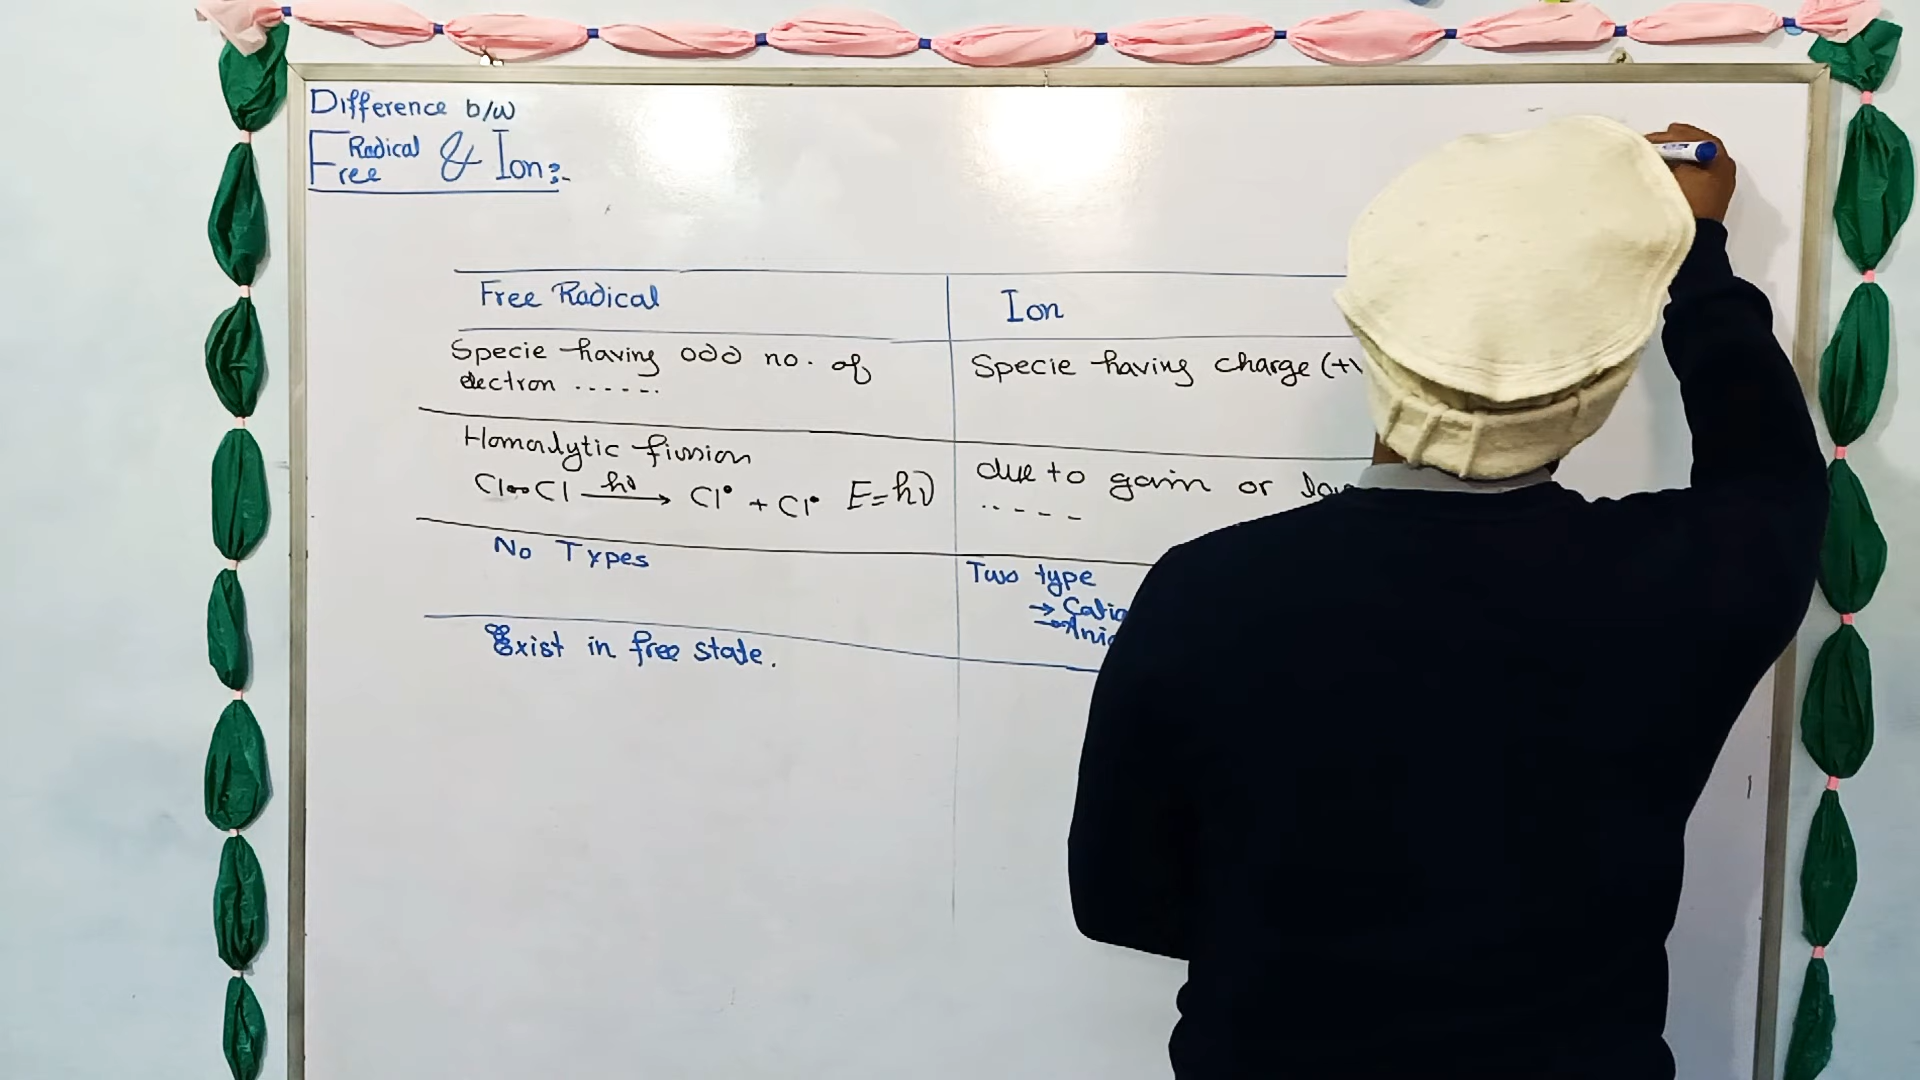 Difference b/w
Free Radical & Ion:-
Free Radical
Ion
Specie having odd no. of
electron ......
Specie having charge (+
Homorlytic fission
Cl••Cl hν→ Cl• + Cl• E=hν
due to gain or
-----
No Types
Two type
→ Catio
→ Anio
Exist in free state.